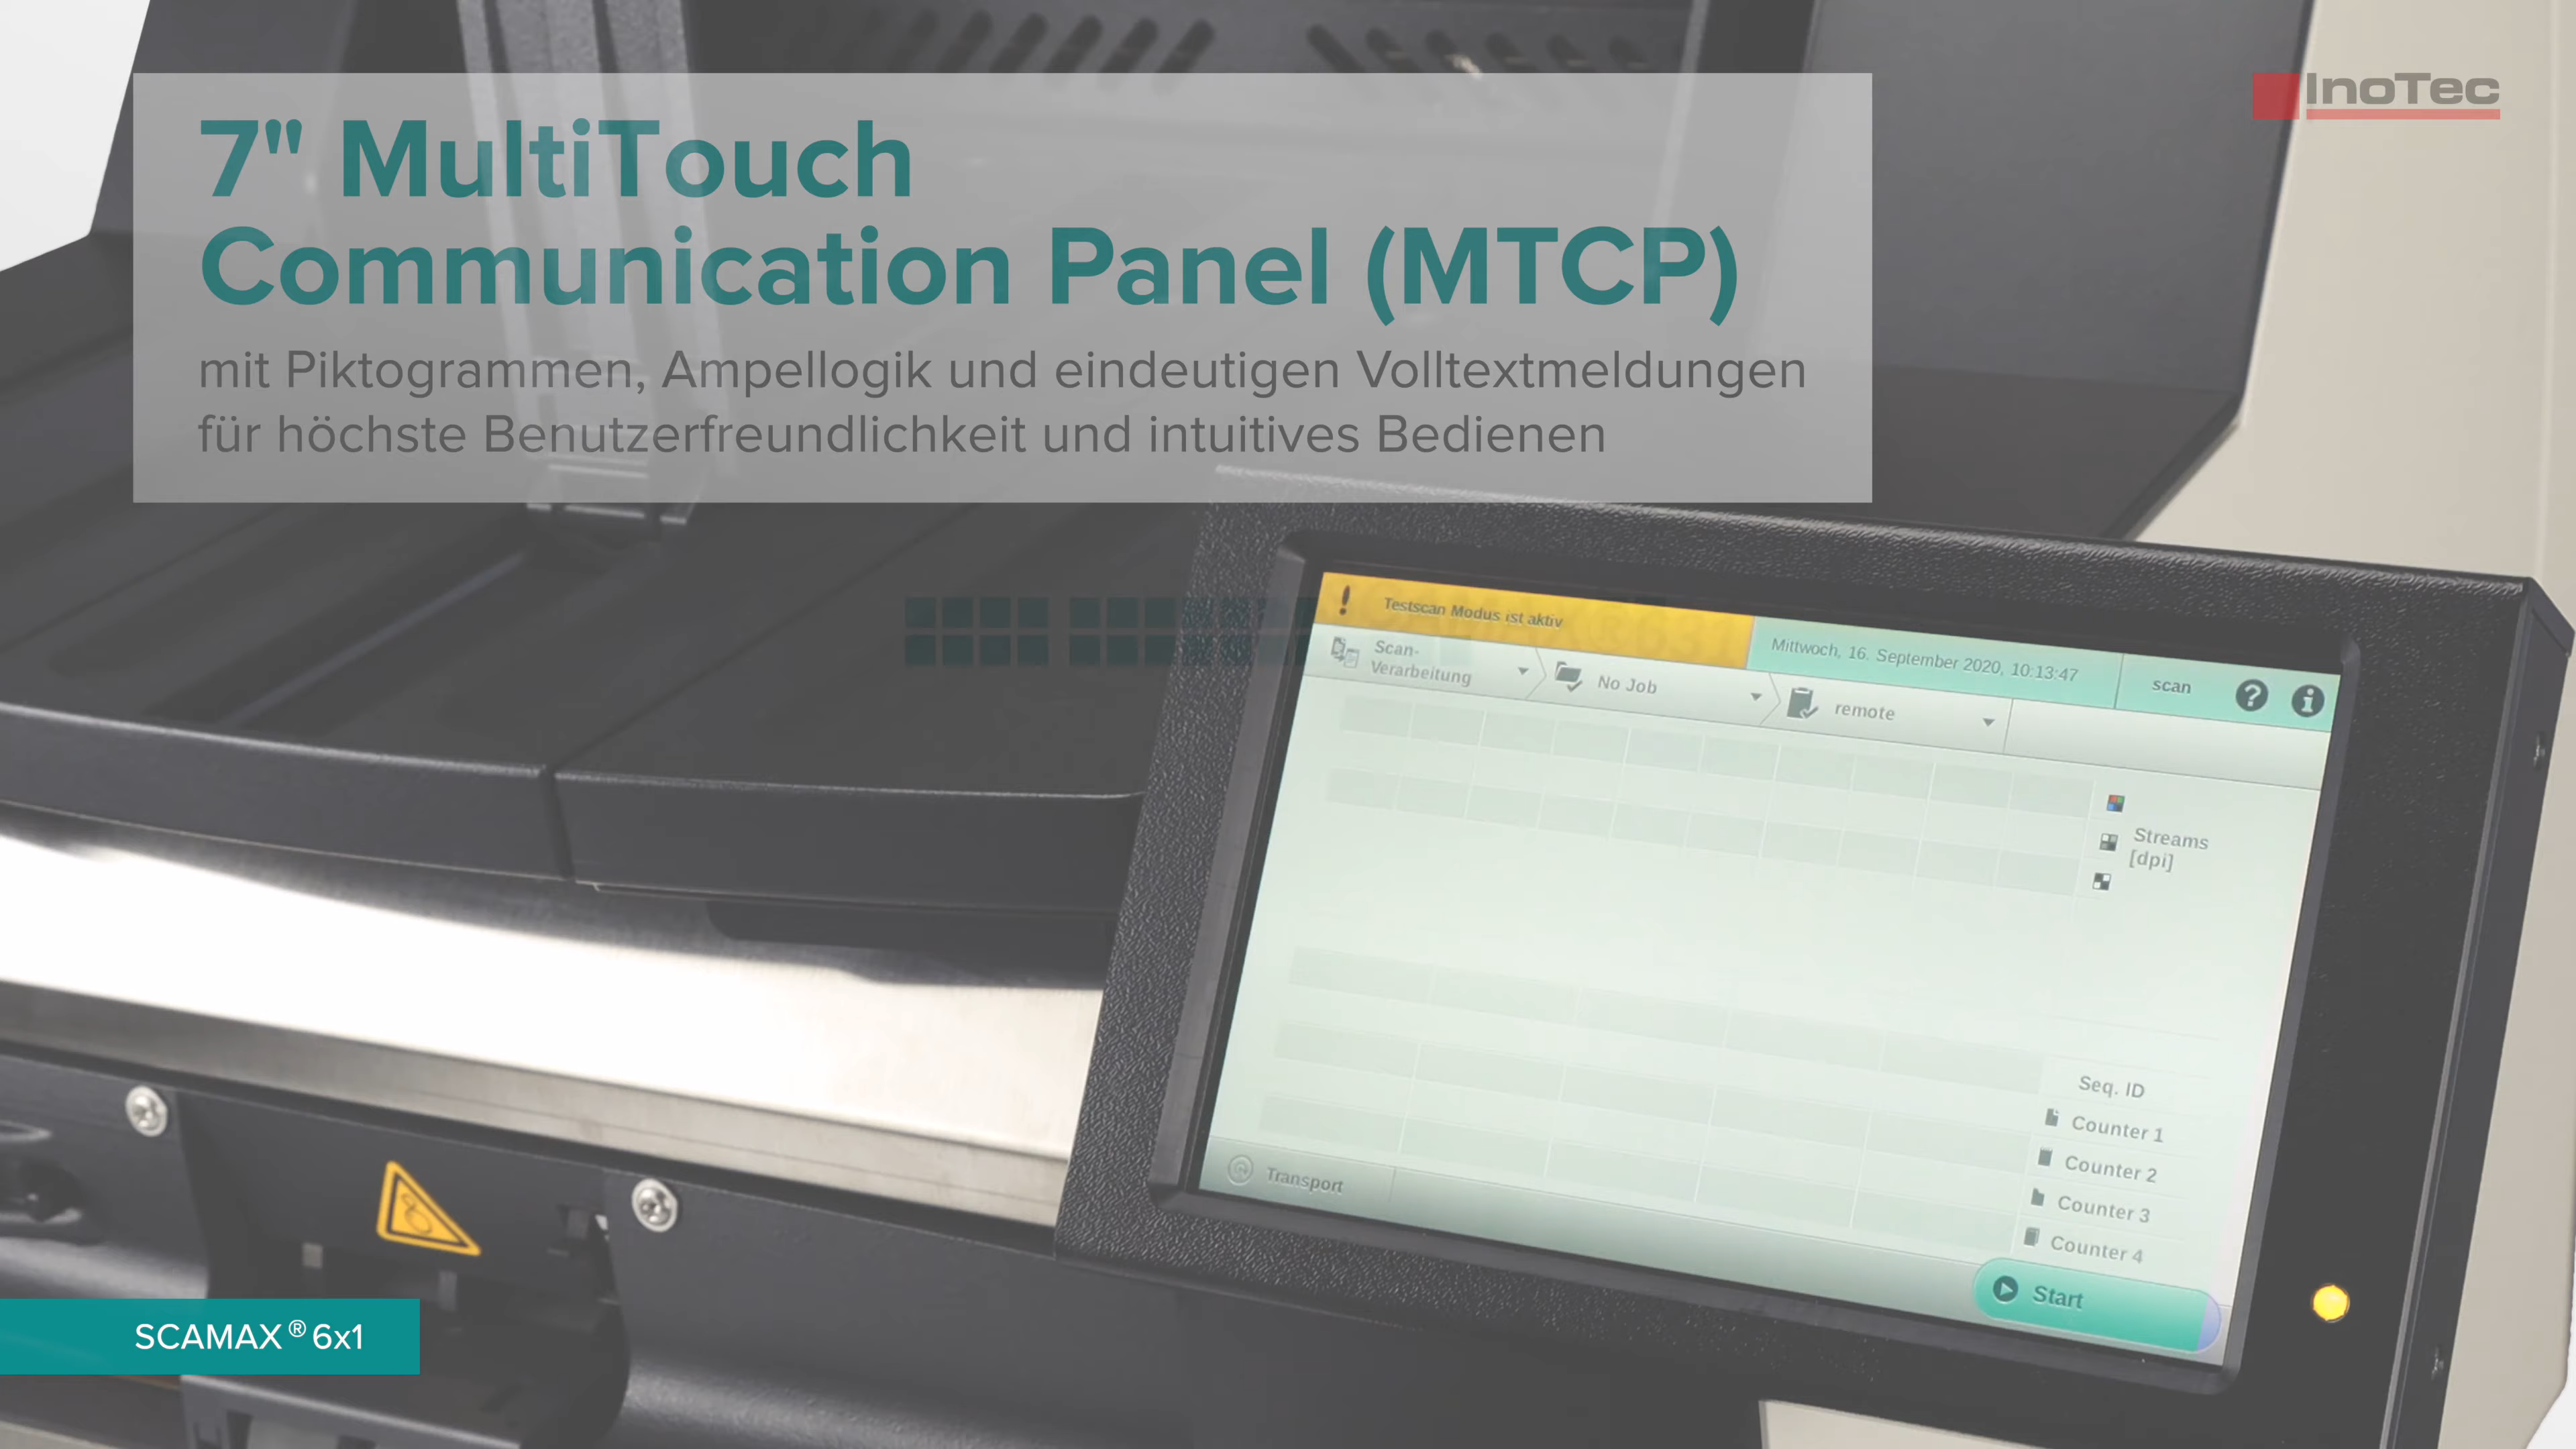 InoTec
7" MultiTouch
Communication Panel (MTCP)
mit Piktogrammen, Ampellogik und eindeutigen Volltextmeldungen
für höchste Benutzerfreundlichkeit und intuitives Bedienen
Testscan Modus ist aktiv
Mittwoch, 16. September 2020, 10:13:47
scan
Scan-
Verarbeitung
No Job
remote
Streams
[dpi]
Seq. ID
Counter 1
Counter 2
Counter 3
Counter 4
Transport
Start
SCAMAX® 6x1